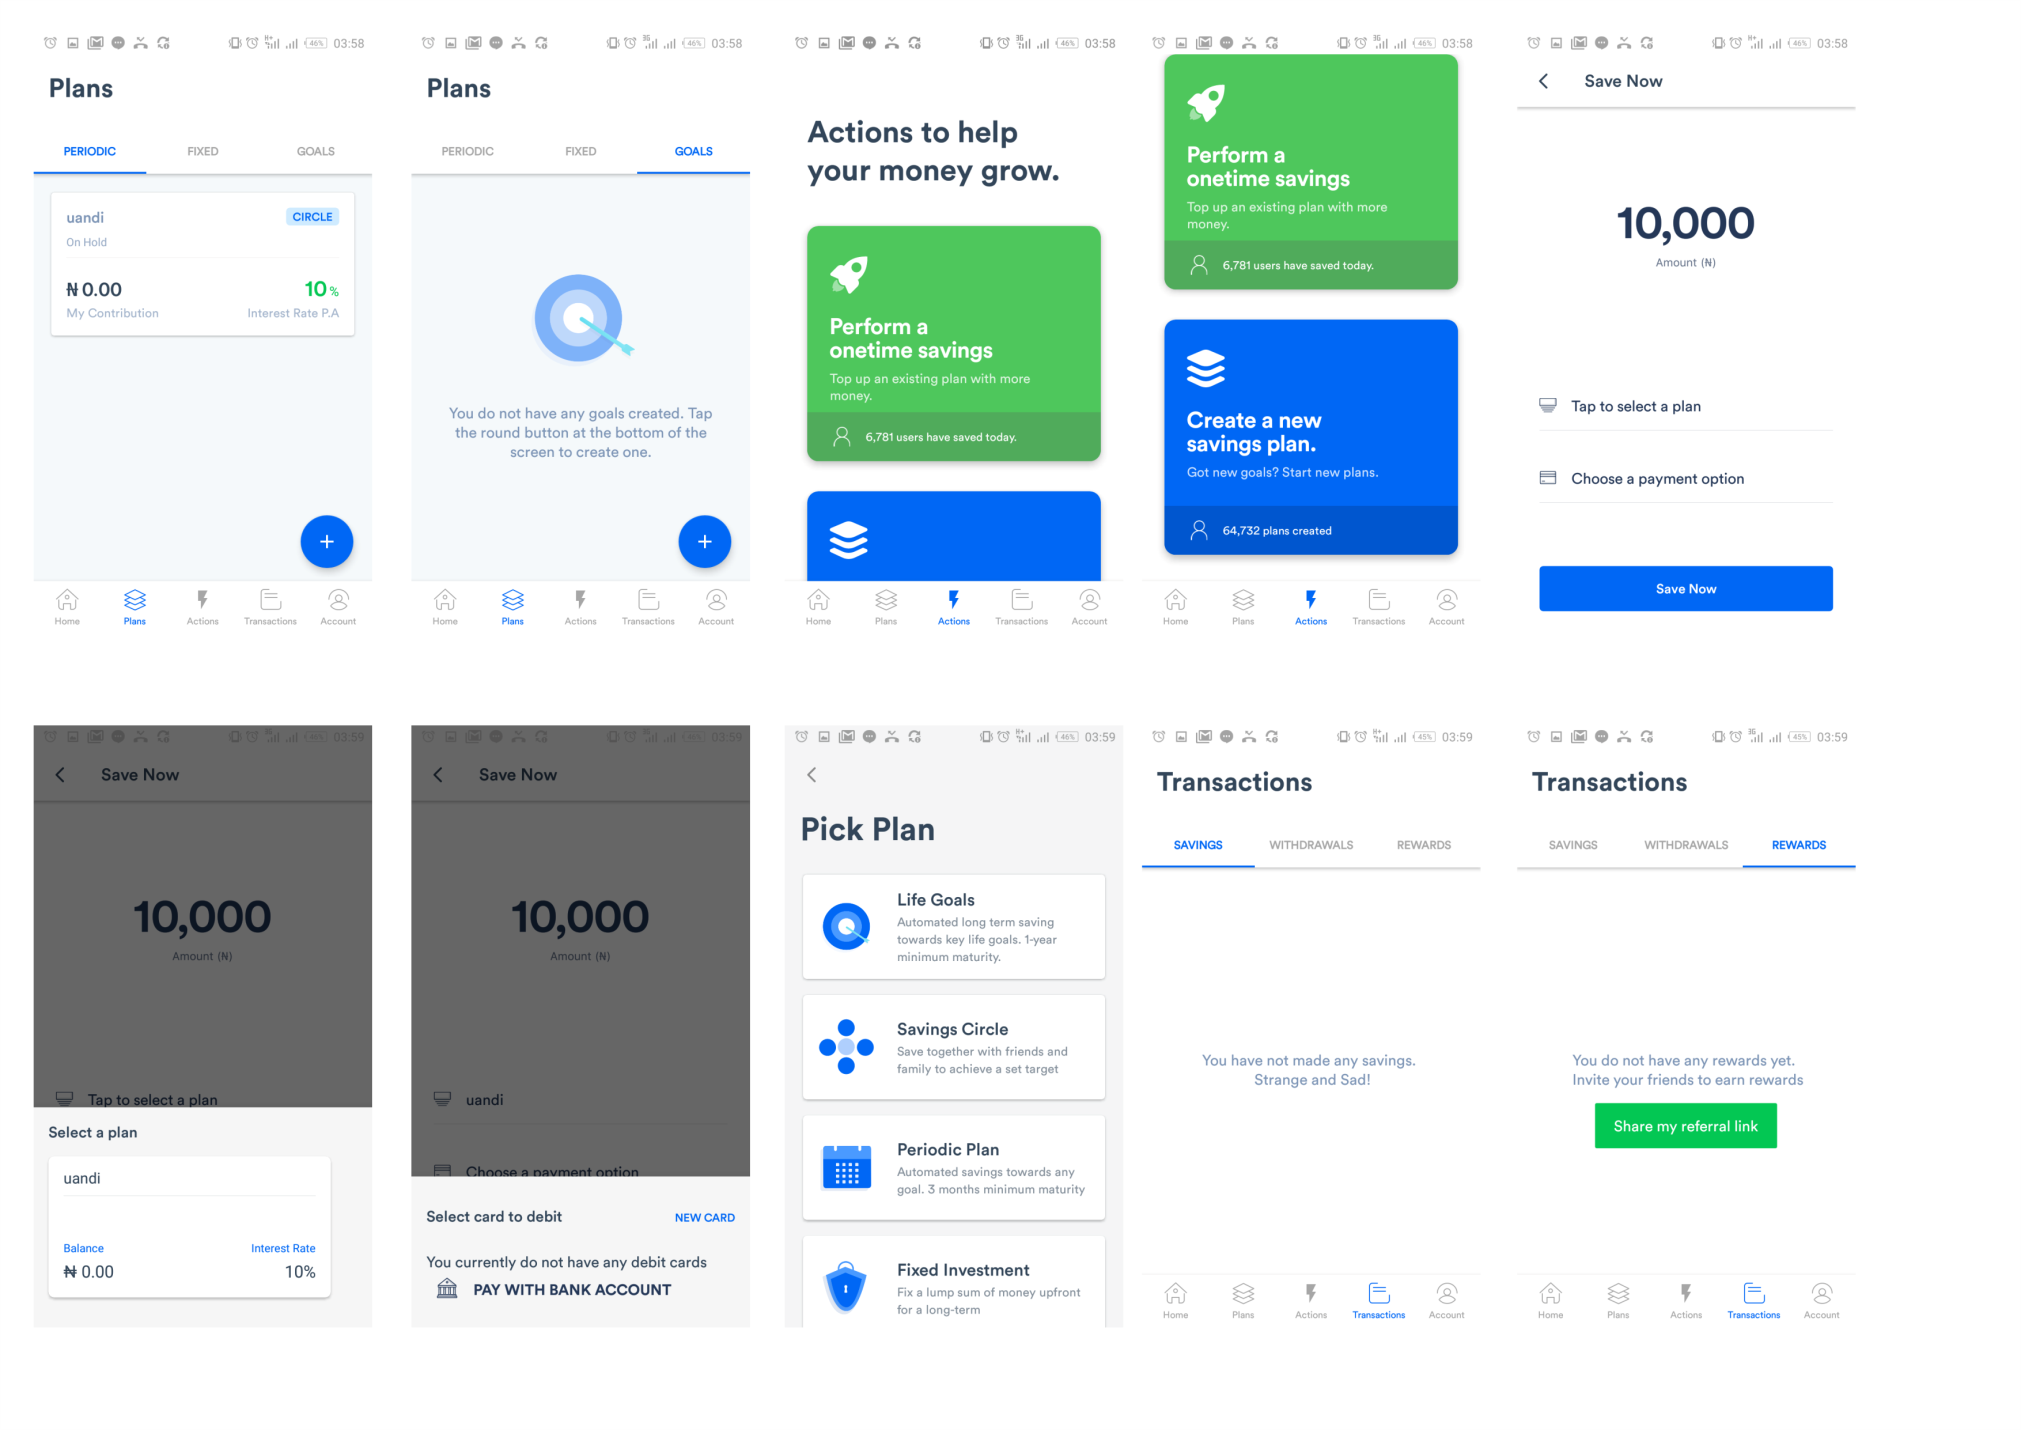 03:58
Plans
PERIODIC FIXED GOALS
uandi CIRCLE
On Hold
₦ 0.00 10 %
My Contribution Interest Rate P.A
+
Home Plans Actions Transactions Account
03:58
Plans
PERIODIC FIXED GOALS
You do not have any goals created. Tap
the round button at the bottom of the
screen to create one.
+
Home Plans Actions Transactions Account
03:58
Actions to help
your money grow.
Perform a
onetime savings
Top up an existing plan with more
money.
6,781 users have saved today.
Home Plans Actions Transactions Account
03:58
Perform a
onetime savings
Top up an existing plan with more
money.
6,781 users have saved today.
Create a new
savings plan.
Got new goals? Start new plans.
64,732 plans created
Home Plans Actions Transactions Account
03:58
Save Now
10,000
Amount (₦)
Tap to select a plan
Choose a payment option
Save Now
03:59
Save Now
10,000
Amount (₦)
Tap to select a plan
Select a plan
uandi
Balance Interest Rate
₦ 0.00 10%
03:59
Save Now
10,000
Amount (₦)
uandi
Choose a payment option
Select card to debit NEW CARD
You currently do not have any debit cards
PAY WITH BANK ACCOUNT
03:59
Pick Plan
Life Goals
Automated long term saving
towards key life goals. 1-year
minimum maturity.
Savings Circle
Save together with friends and
family to achieve a set target
Periodic Plan
Automated savings towards any
goal. 3 months minimum maturity
Fixed Investment
Fix a lump sum of money upfront
for a long-term
03:59
Transactions
SAVINGS WITHDRAWALS REWARDS
You have not made any savings.
Strange and Sad!
Home Plans Actions Transactions Account
03:59
Transactions
SAVINGS WITHDRAWALS REWARDS
You do not have any rewards yet.
Invite your friends to earn rewards
Share my referral link
Home Plans Actions Transactions Account